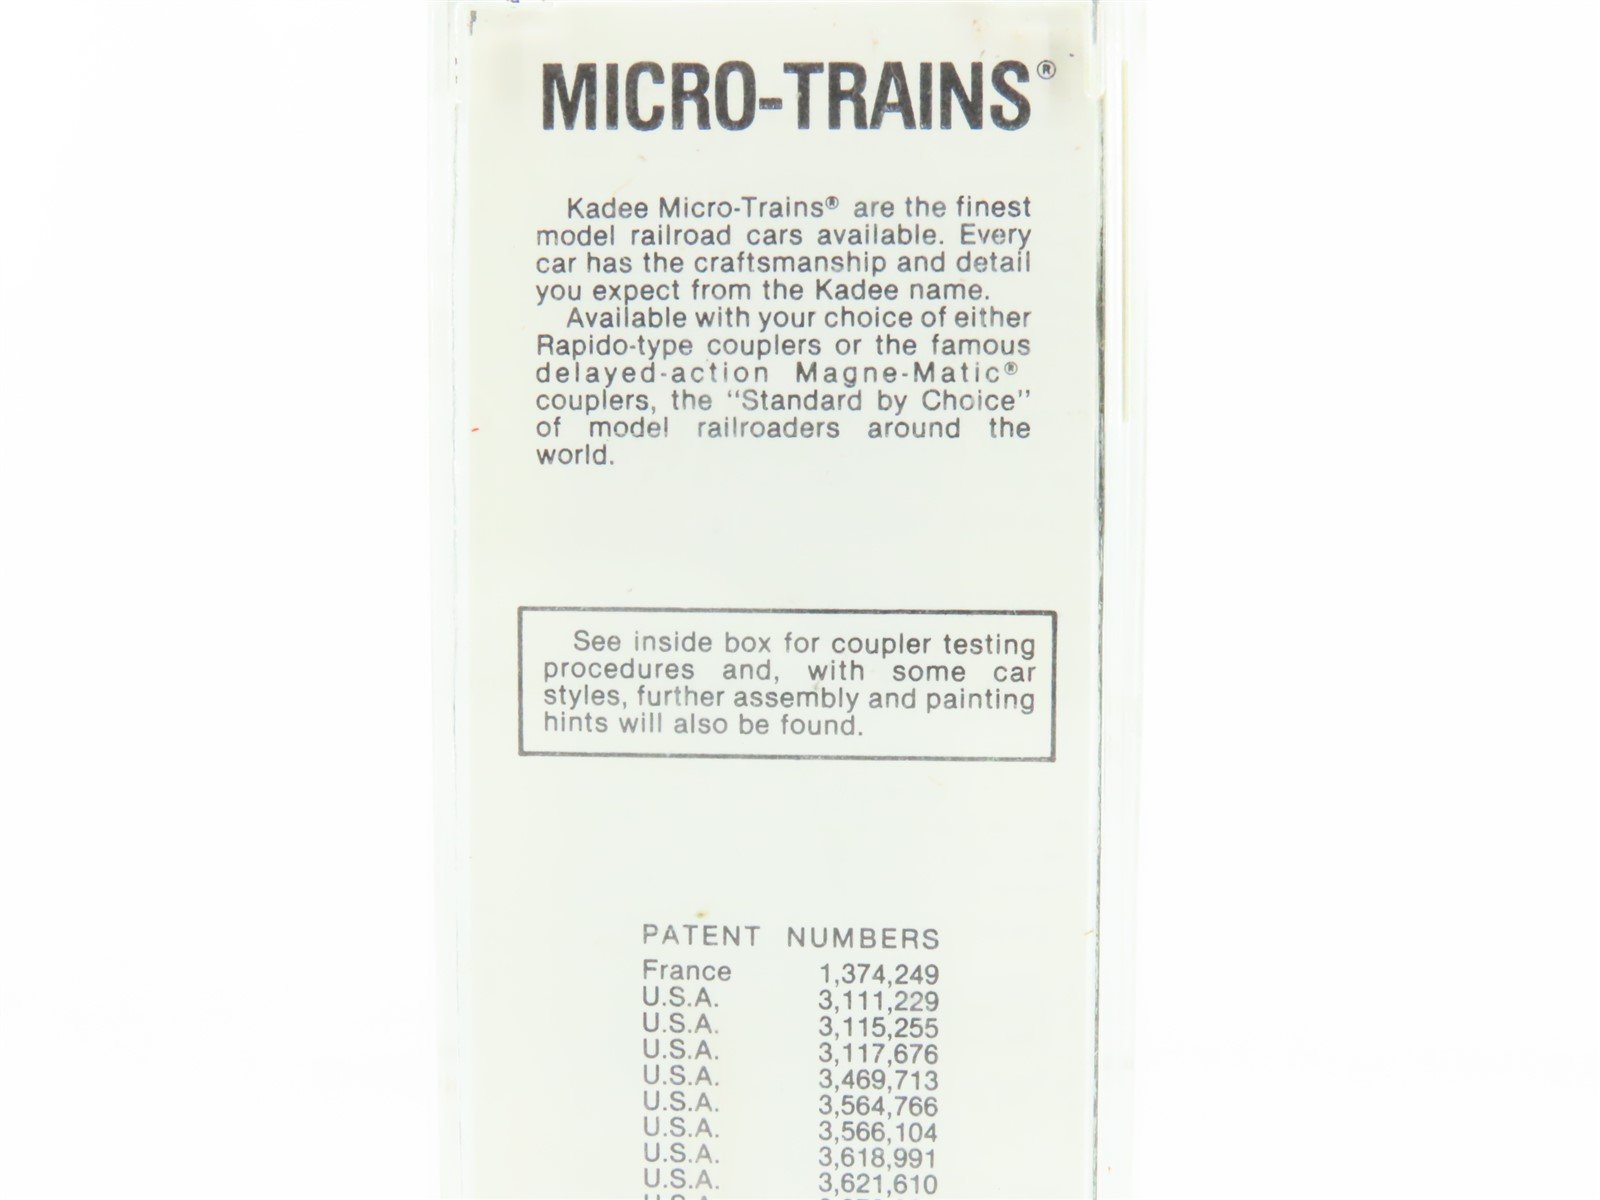 MICRO-TRAINS®
Kadee Micro-Trains® are the finest
model railroad cars available. Every
car has the craftsmanship and detail
you expect from the Kadee name.
Available with your choice of either
Rapido-type couplers or the famous
delayed-action Magne-Matic®
couplers, the "Standard by Choice"
of model railroaders around the
world.
See inside box for coupler testing
procedures and, with some car
styles, further assembly and painting
hints will also be found.
PATENT NUMBERS
France 1,374,249
U.S.A. 3,111,229
U.S.A. 3,115,255
U.S.A. 3,117,676
U.S.A. 3,469,713
U.S.A. 3,564,766
U.S.A. 3,566,104
U.S.A. 3,618,991
U.S.A. 3,621,610
U.S.A.